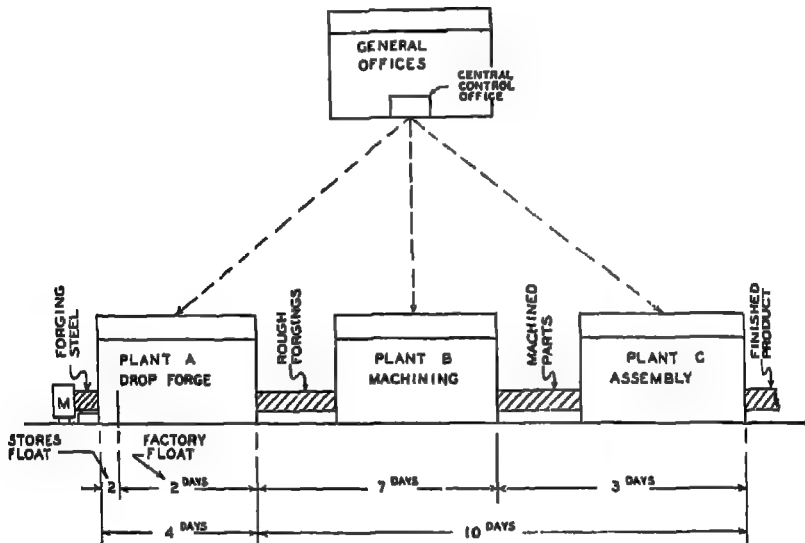 GENERAL
OFFICES
CENTRAL
CONTROL
OFFICE
FORGING
STEEL
ROUGH
FORGINGS
MACHINED
PARTS
FINISHED
PRODUCT
PLANT A
DROP FORGE
PLANT B
MACHINING
PLANT C
ASSEMBLY
M
STORES
FLOAT
FACTORY
FLOAT
2
2 DAYS
7 DAYS
3 DAYS
4 DAYS
10 DAYS